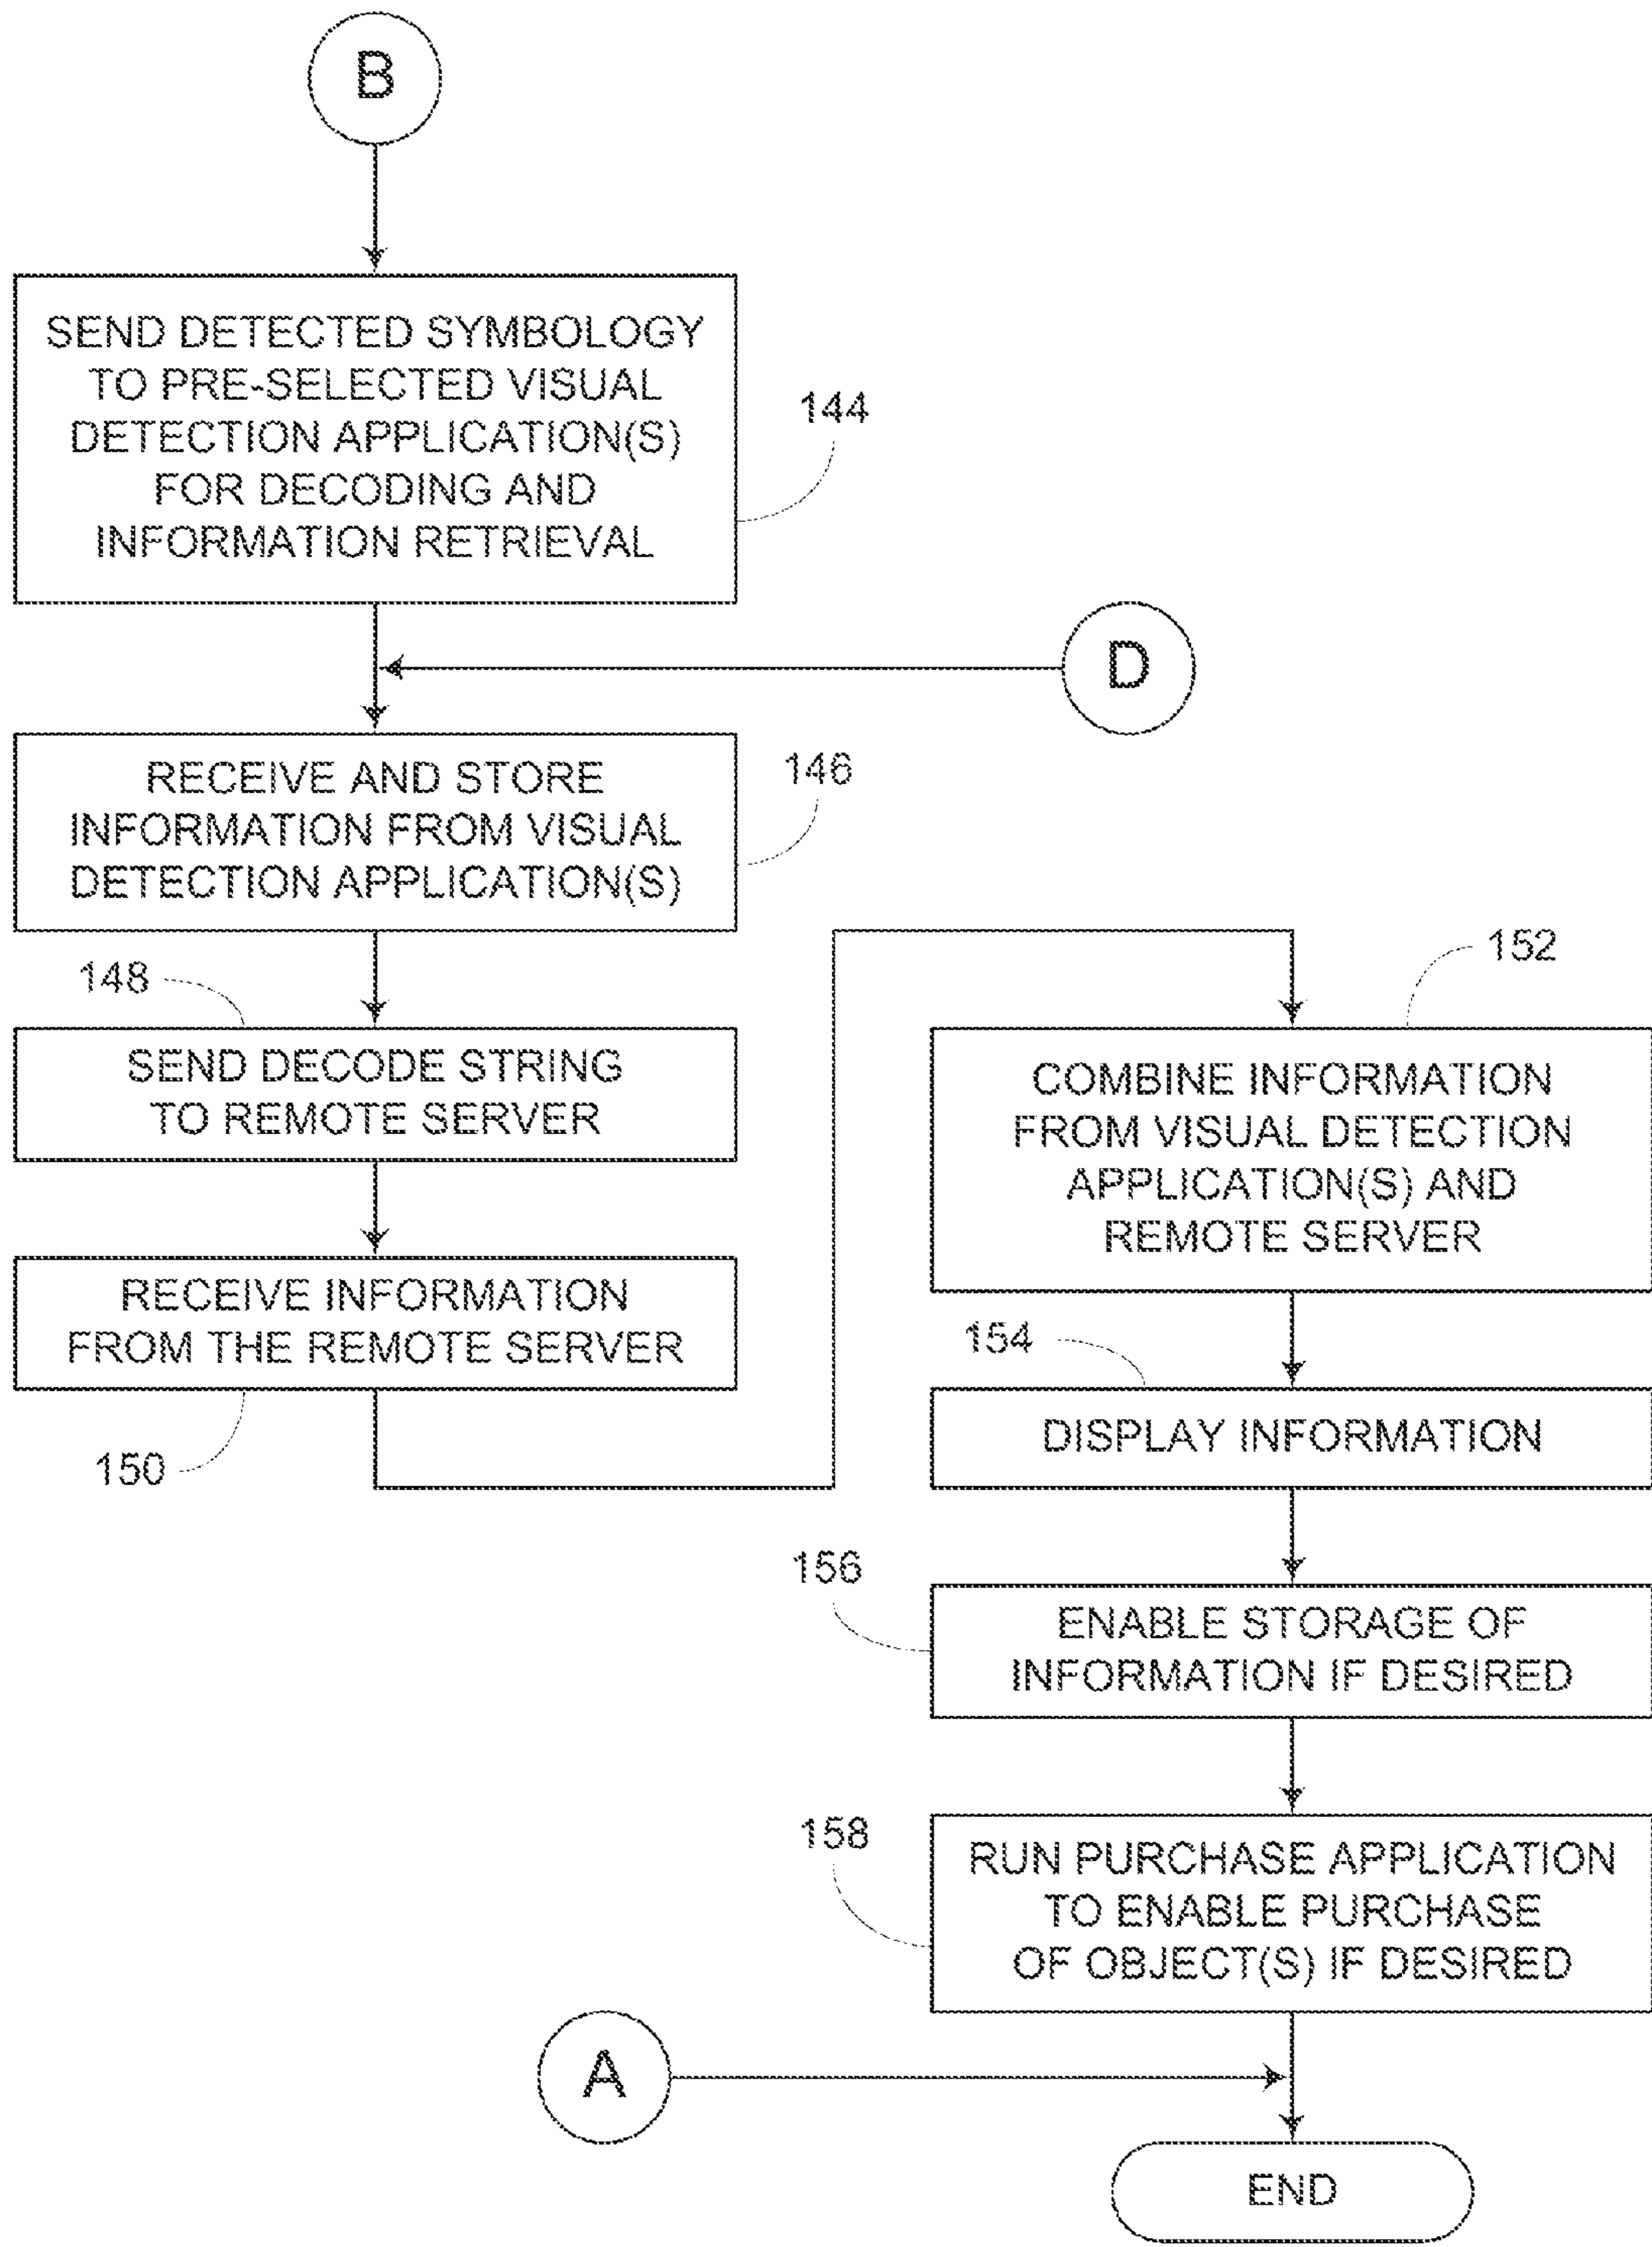 B
SEND DETECTED SYMBOLOGY
TO PRE-SELECTED VISUAL
DETECTION APPLICATION(S)
FOR DECODING AND
INFORMATION RETRIEVAL
144
D
RECEIVE AND STORE
INFORMATION FROM VISUAL
DETECTION APPLICATION(S)
146
148
SEND DECODE STRING
TO REMOTE SERVER
RECEIVE INFORMATION
FROM THE REMOTE SERVER
150
152
COMBINE INFORMATION
FROM VISUAL DETECTION
APPLICATION(S) AND
REMOTE SERVER
154
DISPLAY INFORMATION
156
ENABLE STORAGE OF
INFORMATION IF DESIRED
158
RUN PURCHASE APPLICATION
TO ENABLE PURCHASE
OF OBJECT(S) IF DESIRED
A
END